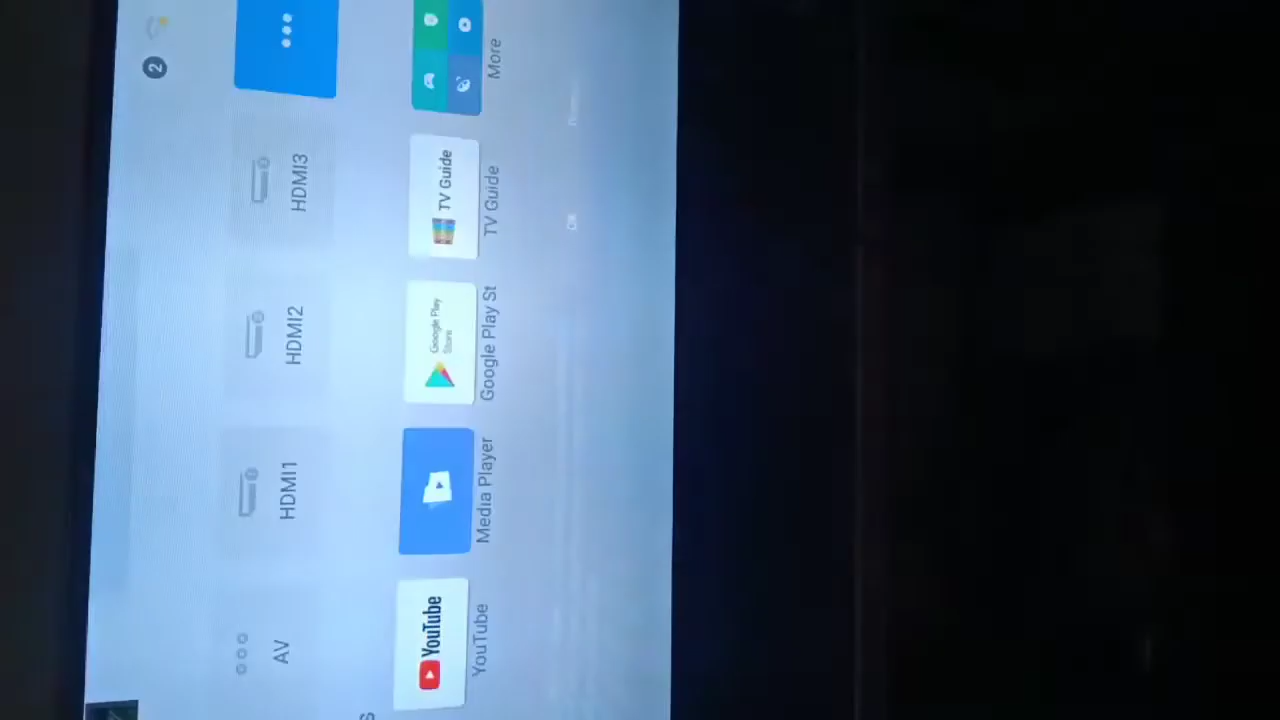 2
AV
HDMI1
HDMI2
HDMI3
YouTube
Google Play
Store
TV Guide
YouTube
Media Player
Google Play St
TV Guide
More
OK